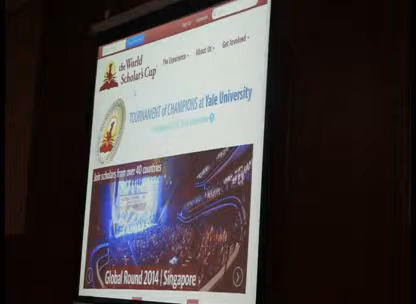 the World
Scholar's Cup
The Experience
About Us
Get Involved
TOURNAMENT of CHAMPIONS at Yale University
Join scholars from over 40 countries
Global Round 2014 | Singapore